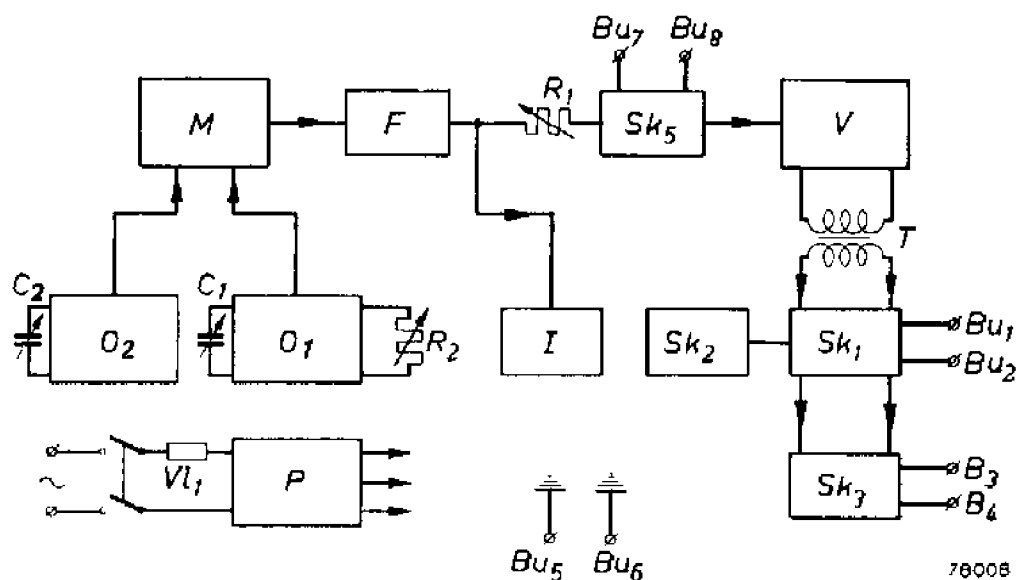 Bu7 Bu8
M F R1 Sk5 V
T
C2 O2 C1 O1 R2 I Sk2 Sk1 Bu1
Bu2
~ Vl1 P Sk3 B3
B4
Bu5 Bu6
78008